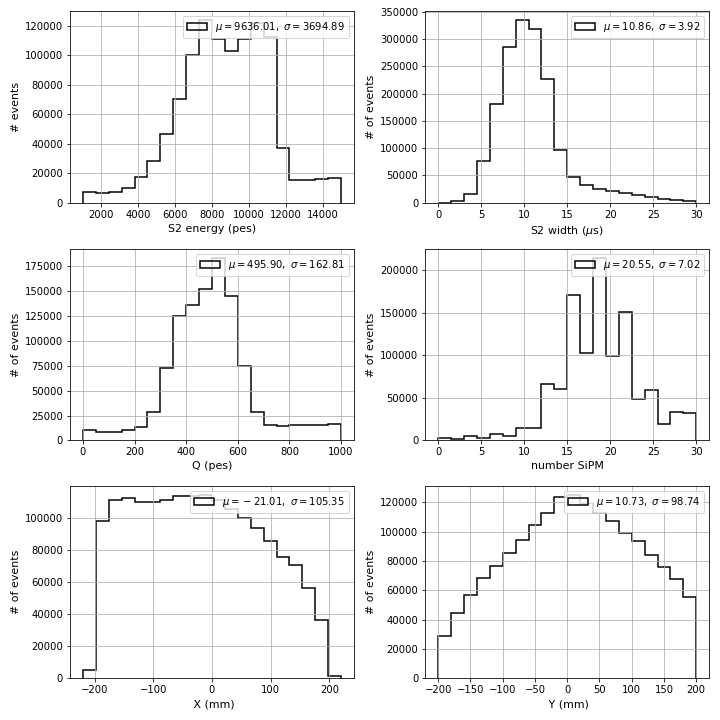 μ = 9636.01, σ = 3694.89
# events
120000
100000
80000
60000
40000
20000
0
2000 4000 6000 8000 10000 12000 14000
S2 energy (pes)
μ = 10.86, σ = 3.92
# of events
350000
300000
250000
200000
150000
100000
50000
0
0 5 10 15 20 25 30
S2 width (μs)
μ = 495.90, σ = 162.81
# of events
175000
150000
125000
100000
75000
50000
25000
0
0 200 400 600 800 1000
Q (pes)
μ = 20.55, σ = 7.02
# of events
200000
150000
100000
50000
0
0 5 10 15 20 25 30
number SiPM
μ = −21.01, σ = 105.35
# of events
100000
80000
60000
40000
20000
0
−200 −100 0 100 200
X (mm)
μ = 10.73, σ = 98.74
# of events
120000
100000
80000
60000
40000
20000
0
−200 −150 −100 −50 0 50 100 150 200
Y (mm)